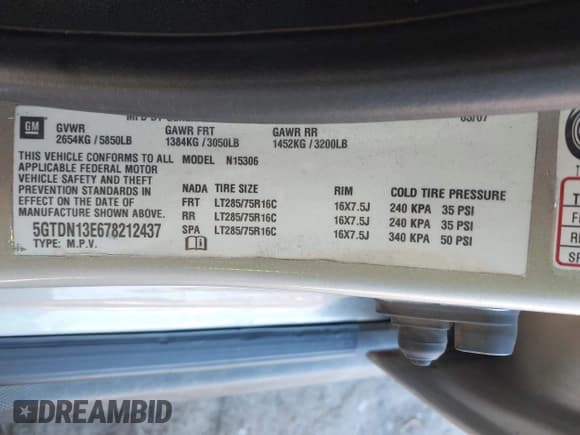 03/07
GM
GVWR GAWR FRT GAWR RR
2654KG / 5850LB 1384KG / 3050LB 1452KG / 3200LB
THIS VEHICLE CONFORMS TO ALL MODEL N15306
APPLICABLE FEDERAL MOTOR
VEHICLE SAFETY AND THEFT
PREVENTION STANDARDS IN
EFFECT ON THE DATE OF
MANUFACTURE SHOWN ABOVE.
NADA TIRE SIZE RIM COLD TIRE PRESSURE
FRT LT285/75R16C 16X7.5J 240 KPA 35 PSI
RR LT285/75R16C 16X7.5J 240 KPA 35 PSI
SPA LT285/75R16C 16X7.5J 340 KPA 50 PSI
5GTDN13E678212437
TYPE: M.P.V.
DREAMBID